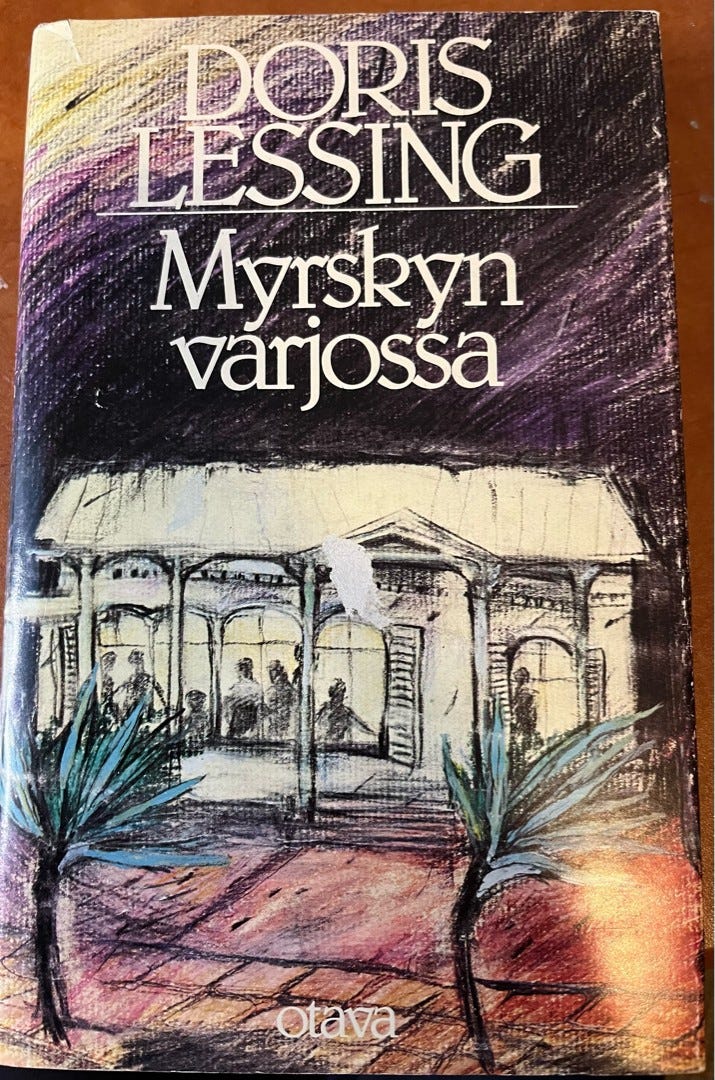 DORIS
LESSING
Myrskyn
varjossa
otava